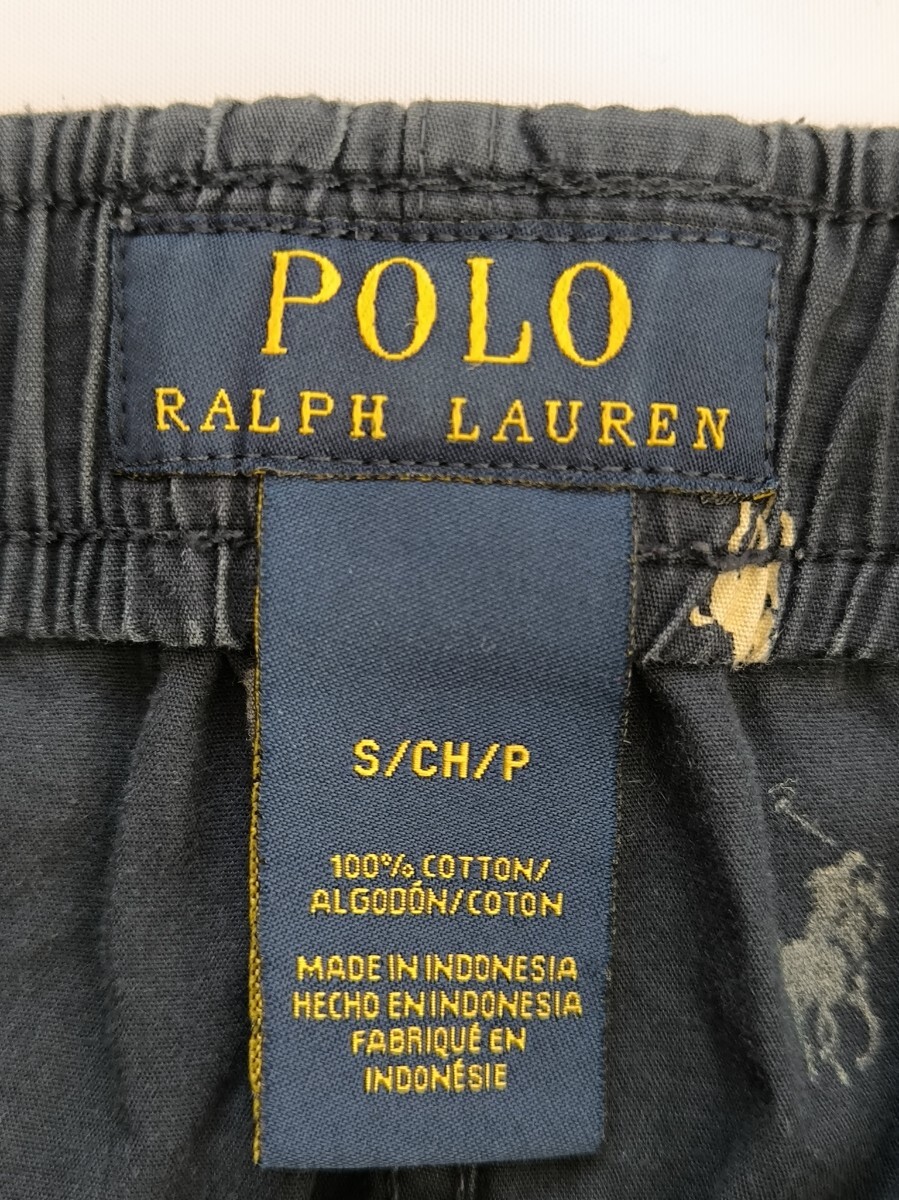 POLO
RALPH LAUREN
S/CH/P
100% COTTON/
ALGODÓN/COTON
MADE IN INDONESIA
HECHO EN INDONESIA
FABRIQUÉ EN
INDONÉSIE